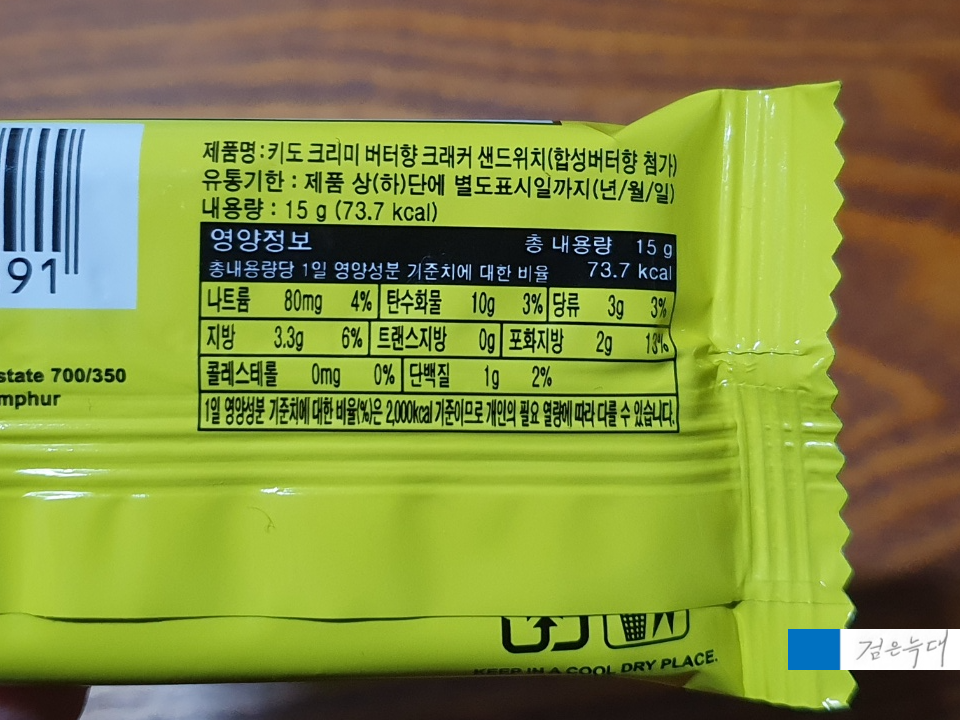 제품명:키도 크리미 버터향 크래커 샌드위치(합성버터향 첨가)
유통기한 : 제품 상(하)단에 별도표시일까지(년/월/일)
내용량 : 15 g (73.7 kcal)
영양정보 총 내용량 15 g
총내용량당 1일 영양성분 기준치에 대한 비율 73.7 kcal
나트륨 80mg 4% 탄수화물 10g 3% 당류 3g 3%
지방 3.3g 6% 트랜스지방 0g 포화지방 2g 13%
콜레스테롤 0mg 0% 단백질 1g 2%
1일 영양성분 기준치에 대한 비율(%)은 2,000kcal 기준이므로 개인의 필요 열량에 따라 다를 수 있습니다.
91
state 700/350
mphur
KEEP IN A COOL DRY PLACE.
검은늑대